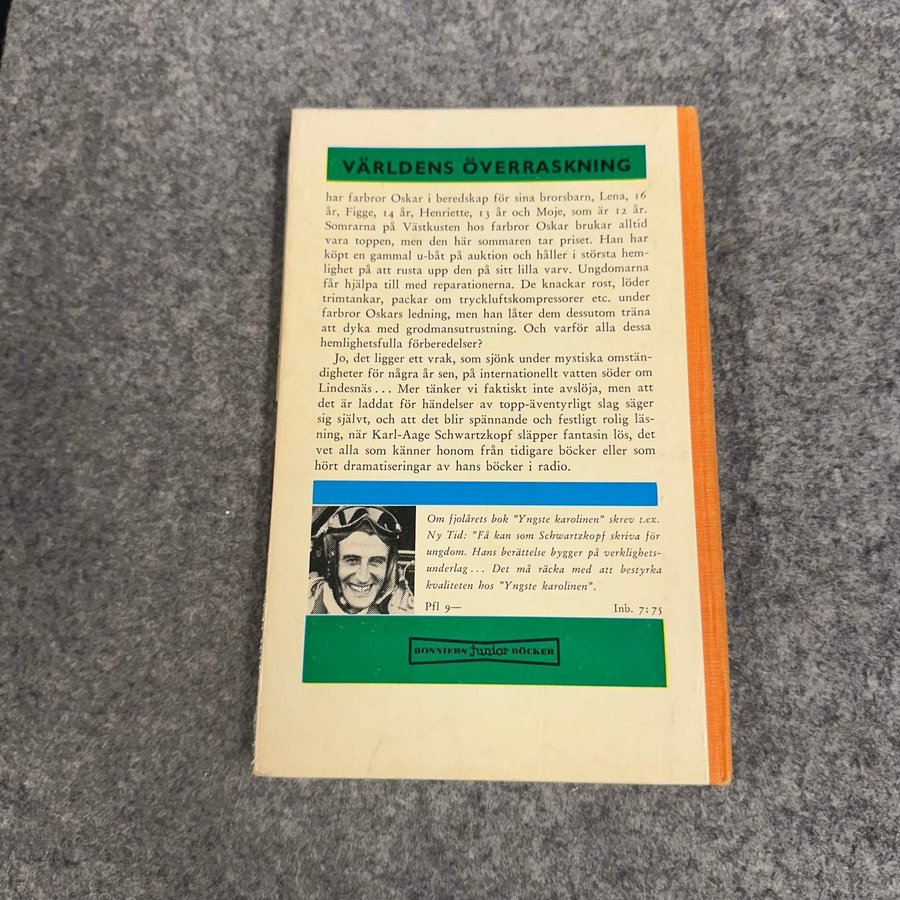 VÄRLDENS ÖVERRASKNING
har farbror Oskar i beredskap för sina brorsbarn, Lena, 16
år, Figge, 14 år, Henriette, 13 år och Moje, som är 12 år.
Somrarna på Västkusten hos farbror Oskar brukar alltid
vara toppen, men den här sommaren tar priset. Han har
köpt en gammal u-båt på auktion och håller i största hem-
lighet på att rusta upp den på sitt lilla varv. Ungdomarna
får hjälpa till med reparationerna. De knackar rost, löder
trimtankar, packar om tryckluftskompressorer etc. under
farbror Oskars ledning, men han låter dem dessutom träna
att dyka med grodmansutrustning. Och varför alla dessa
hemlighetsfulla förberedelser?
Jo, det ligger ett vrak, som sjönk under mystiska omstän-
digheter för några år sen, på internationellt vatten söder om
Lindesnäs... Mer tänker vi faktiskt inte avslöja, men att
det är laddat för händelser av topp-äventyrligt slag säger
sig självt, och att det blir spännande och festligt rolig läs-
ning, när Karl-Aage Schwartzkopf släpper fantasin lös, det
vet alla som känner honom från tidigare böcker eller som
hört dramatiseringar av hans böcker i radio.
Om fjolårets bok "Yngste karolinen" skrev t.ex.
Ny Tid: "Få kan som Schwartzkopf skriva för
ungdom. Hans berättelse bygger på verklighets-
underlag... Det må räcka med att bestyrka
kvaliteten hos "Yngste karolinen".
Pfl 9— Inb. 7:75
BONNIERS Junior BÖCKER